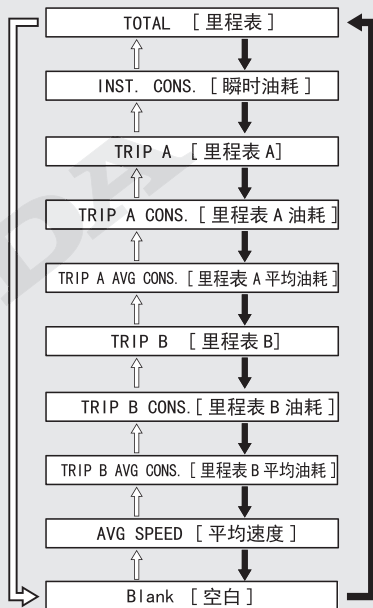 TOTAL [里程表]
INST. CONS. [瞬时油耗]
TRIP A [里程表 A]
TRIP A CONS. [里程表 A 油耗]
TRIP A AVG CONS. [里程表 A 平均油耗]
TRIP B [里程表 B]
TRIP B CONS. [里程表 B 油耗]
TRIP B AVG CONS. [里程表 B 平均油耗]
AVG SPEED [平均速度]
Blank [空白]